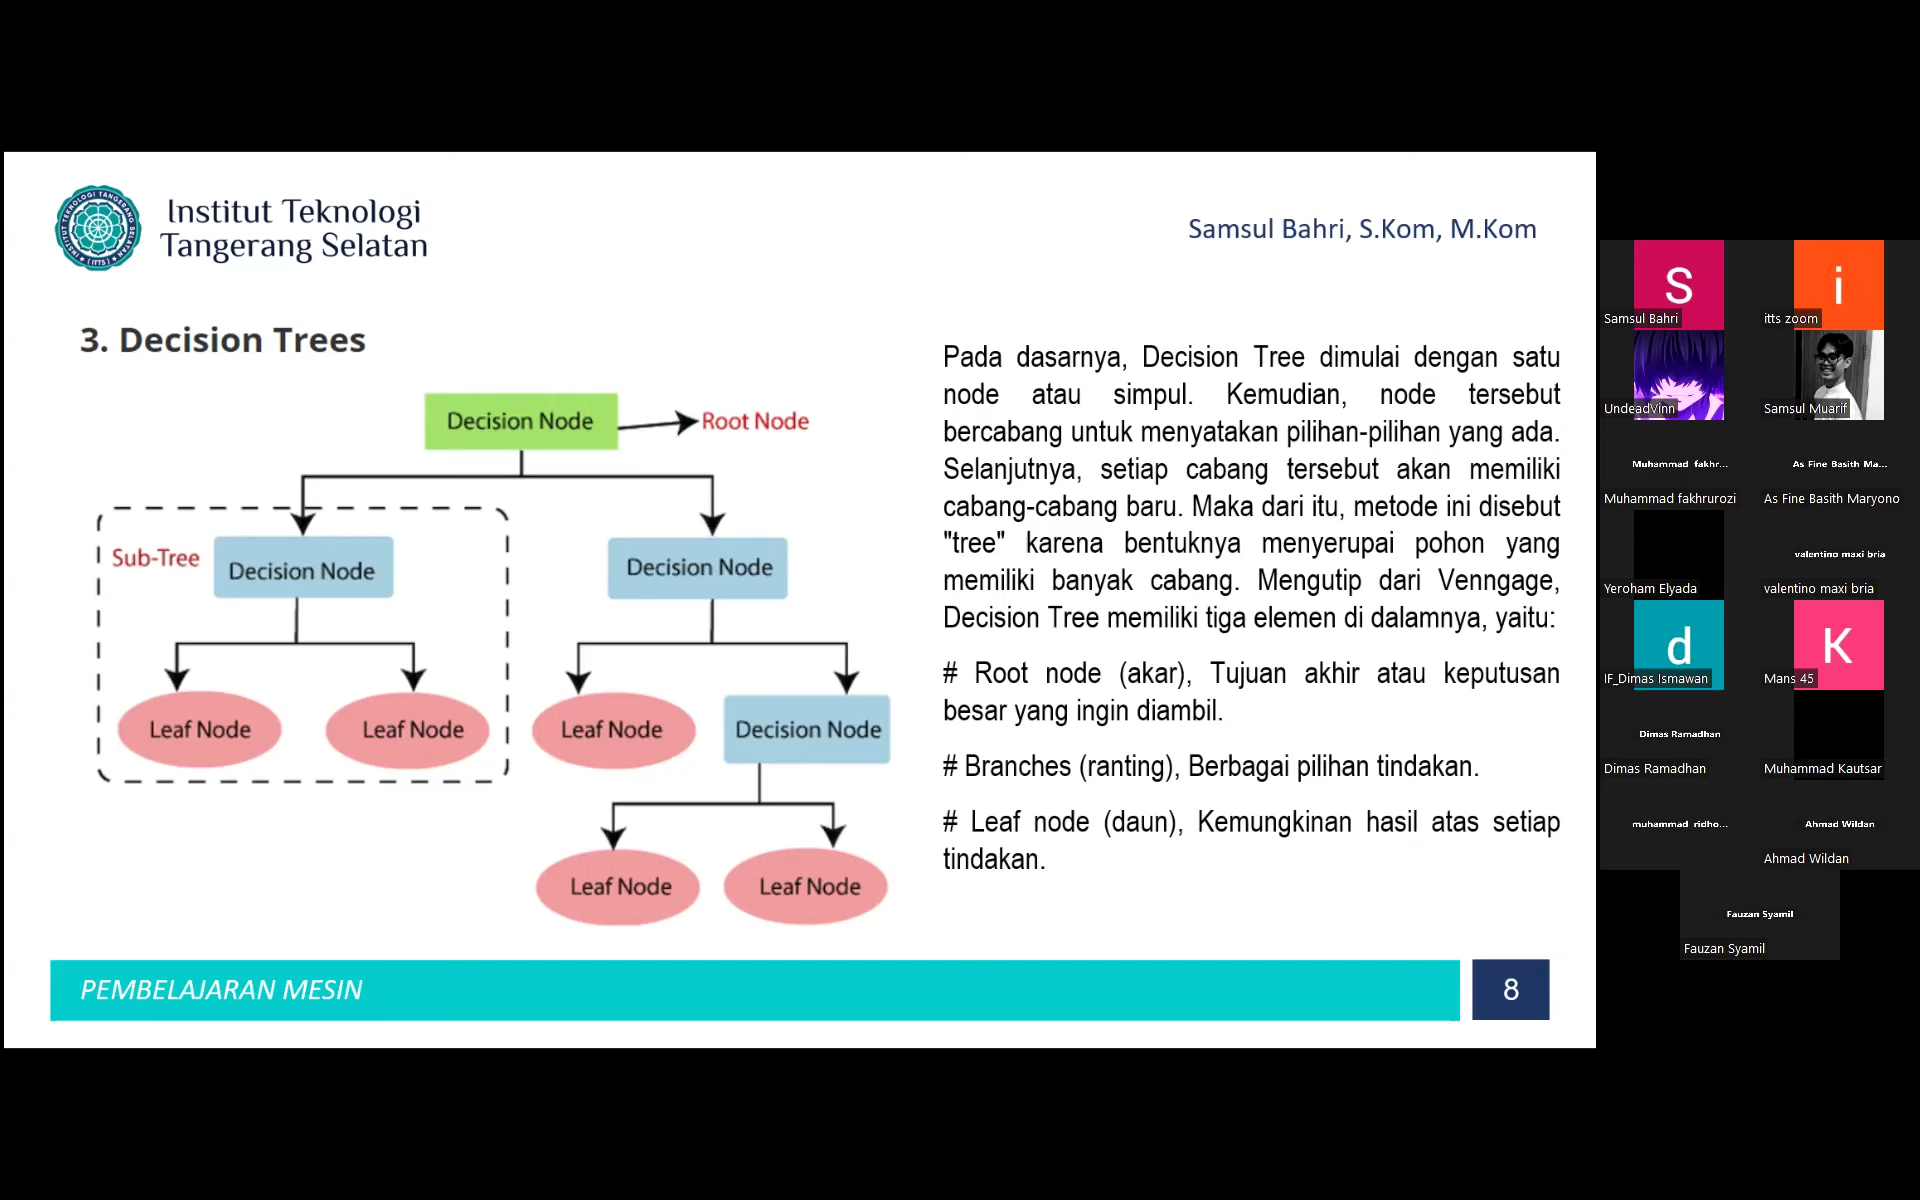 Institut Teknologi
Tangerang Selatan
Samsul Bahri, S.Kom, M.Kom
3. Decision Trees
Decision Node
Root Node
Sub-Tree
Decision Node
Decision Node
Leaf Node
Leaf Node
Leaf Node
Decision Node
Leaf Node
Leaf Node
Pada dasarnya, Decision Tree dimulai dengan satu
node atau simpul. Kemudian, node tersebut
bercabang untuk menyatakan pilihan-pilihan yang ada.
Selanjutnya, setiap cabang tersebut akan memiliki
cabang-cabang baru. Maka dari itu, metode ini disebut
"tree" karena bentuknya menyerupai pohon yang
memiliki banyak cabang. Mengutip dari Venngage,
Decision Tree memiliki tiga elemen di dalamnya, yaitu:
# Root node (akar), Tujuan akhir atau keputusan
besar yang ingin diambil.
# Branches (ranting), Berbagai pilihan tindakan.
# Leaf node (daun), Kemungkinan hasil atas setiap
tindakan.
PEMBELAJARAN MESIN
8
S
Samsul Bahri
i
itts zoom
UndeadVinn
Samsul Muarif
Muhammad fakhr...
Muhammad fakhrurozi
As Fine Basith Ma...
As Fine Basith Maryono
Yeroham Elyada
valentino maxi bria
valentino maxi bria
d
IF_Dimas Ismawan
K
Mans 45
Dimas Ramadhan
Dimas Ramadhan
Muhammad Kautsar
muhammad ridho...
Ahmad Wildan
Ahmad Wildan
Fauzan Syamil
Fauzan Syamil